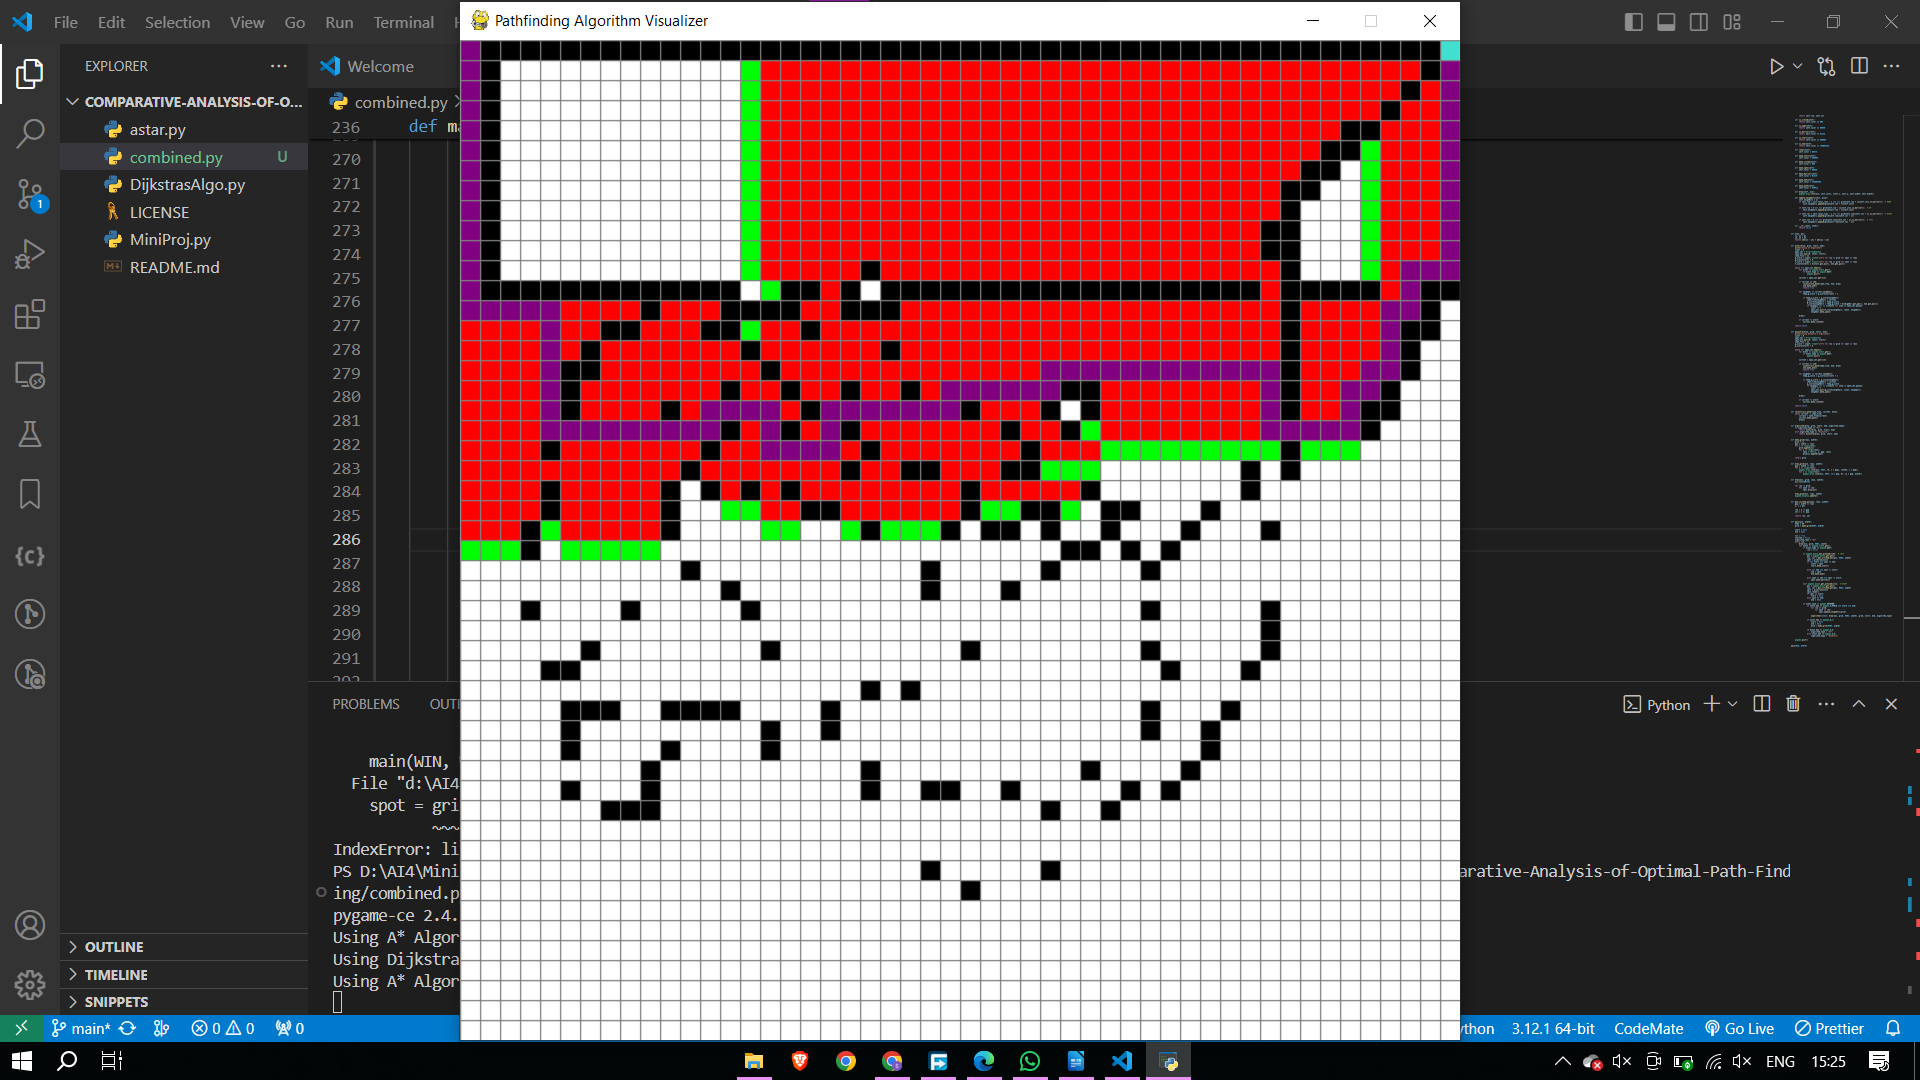 File Edit Selection View Go Run Terminal
Pathfinding Algorithm Visualizer
EXPLORER
COMPARATIVE-ANALYSIS-OF-O...
astar.py
combined.py U
DijkstrasAlgo.py
LICENSE
MiniProj.py
README.md
1
OUTLINE
TIMELINE
SNIPPETS
Welcome
combined.py
236 def ma
270
271
272
273
274
275
276
277
278
279
280
281
282
283
284
285
286
287
288
289
290
291
292
PROBLEMS OUT
Python
main(WIN,
File "d:\AI4
spot = gri
~~~
IndexError: li
PS D:\AI4\Mini
arative-Analysis-of-Optimal-Path-Find
ing/combined.p
pygame-ce 2.4.
Using A* Algor
Using Dijkstra
Using A* Algor
main* 0 0 0
ython 3.12.1 64-bit CodeMate Go Live Prettier
ENG 15:25